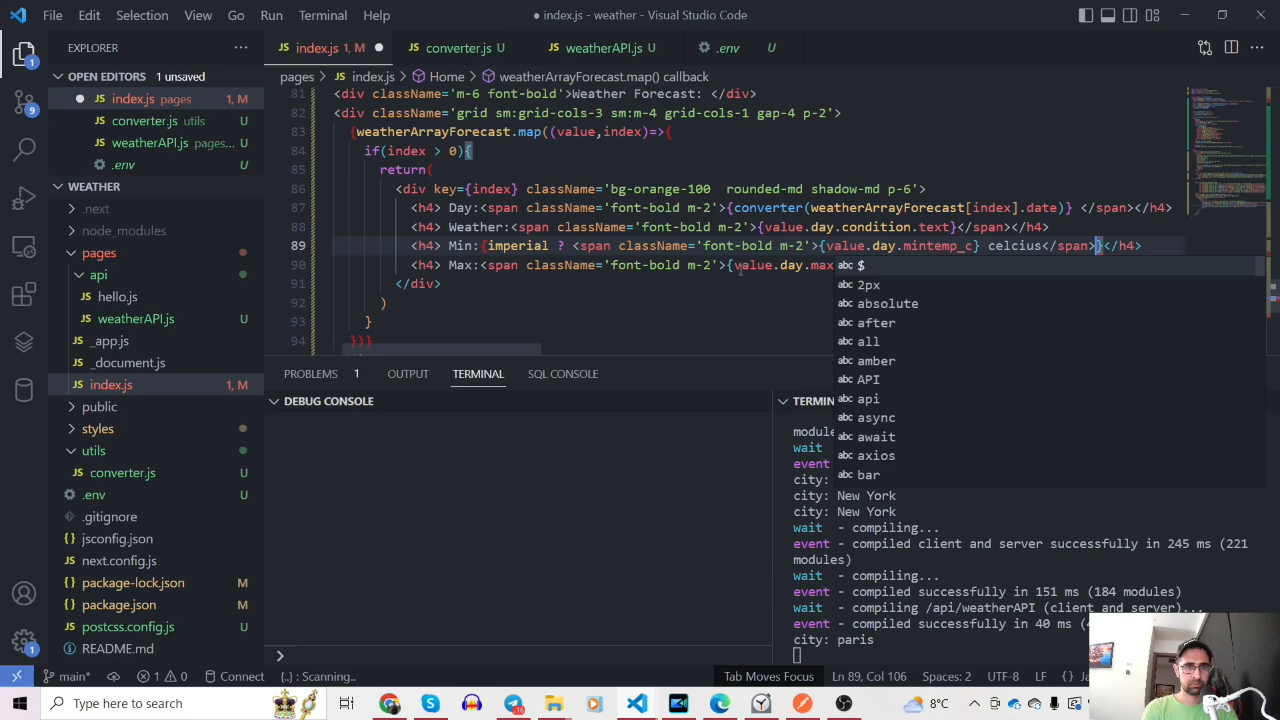 File Edit Selection View Go Run Terminal Help
● index.js - weather - Visual Studio Code
EXPLORER
index.js 1, M
converter.js U
weatherAPI.js U
.env U
OPEN EDITORS 1 unsaved
index.js pages 1, M
converter.js utils U
weatherAPI.js pages... U
.env U
WEATHER
.next
node_modules
pages
api
hello.js
weatherAPI.js U
_app.js
_document.js
index.js 1, M
public
styles
utils
converter.js U
.env U
.gitignore
jsconfig.json
next.config.js
package-lock.json M
package.json M
postcss.config.js U
README.md
pages > index.js > Home > weatherArrayForecast.map() callback
81 <div className='m-6 font-bold'>Weather Forecast: </div>
82 <div className='grid sm:grid-cols-3 sm:m-4 grid-cols-1 gap-4 p-2'>
83 {weatherArrayForecast.map((value,index)=>{
84 if(index > 0){
85 return(
86 <div key={index} className='bg-orange-100 rounded-md shadow-md p-6'>
87 <h4> Day:<span className='font-bold m-2'>{converter(weatherArrayForecast[index].date)} </span></h4>
88 <h4> Weather:<span className='font-bold m-2'>{value.day.condition.text}</span></h4>
89 <h4> Min:{imperial ? <span className='font-bold m-2'>{value.day.mintemp_c} celcius</span>}</h4>
90 <h4> Max:<span className='font-bold m-2'>{value.day.max
91 </div>
92 )
93 }
94 })}
abc $
abc 2px
abc absolute
abc after
abc all
abc amber
abc API
abc api
abc async
abc await
abc axios
abc bar
PROBLEMS 1 OUTPUT TERMINAL SQL CONSOLE
DEBUG CONSOLE
TERM
module
wait
event
city: New York
city: New York
wait - compiling...
event - compiled client and server successfully in 245 ms (221
modules)
wait - compiling...
event - compiled successfully in 151 ms (184 modules)
wait - compiling /api/weatherAPI (client and server)...
event - compiled successfully in 40 ms (
city: paris
main* 1 0 Connect {..} : Scanning.. Tab Moves Focus Ln 89, Col 106 Spaces: 2 UTF-8 LF
Type here to search
8°C